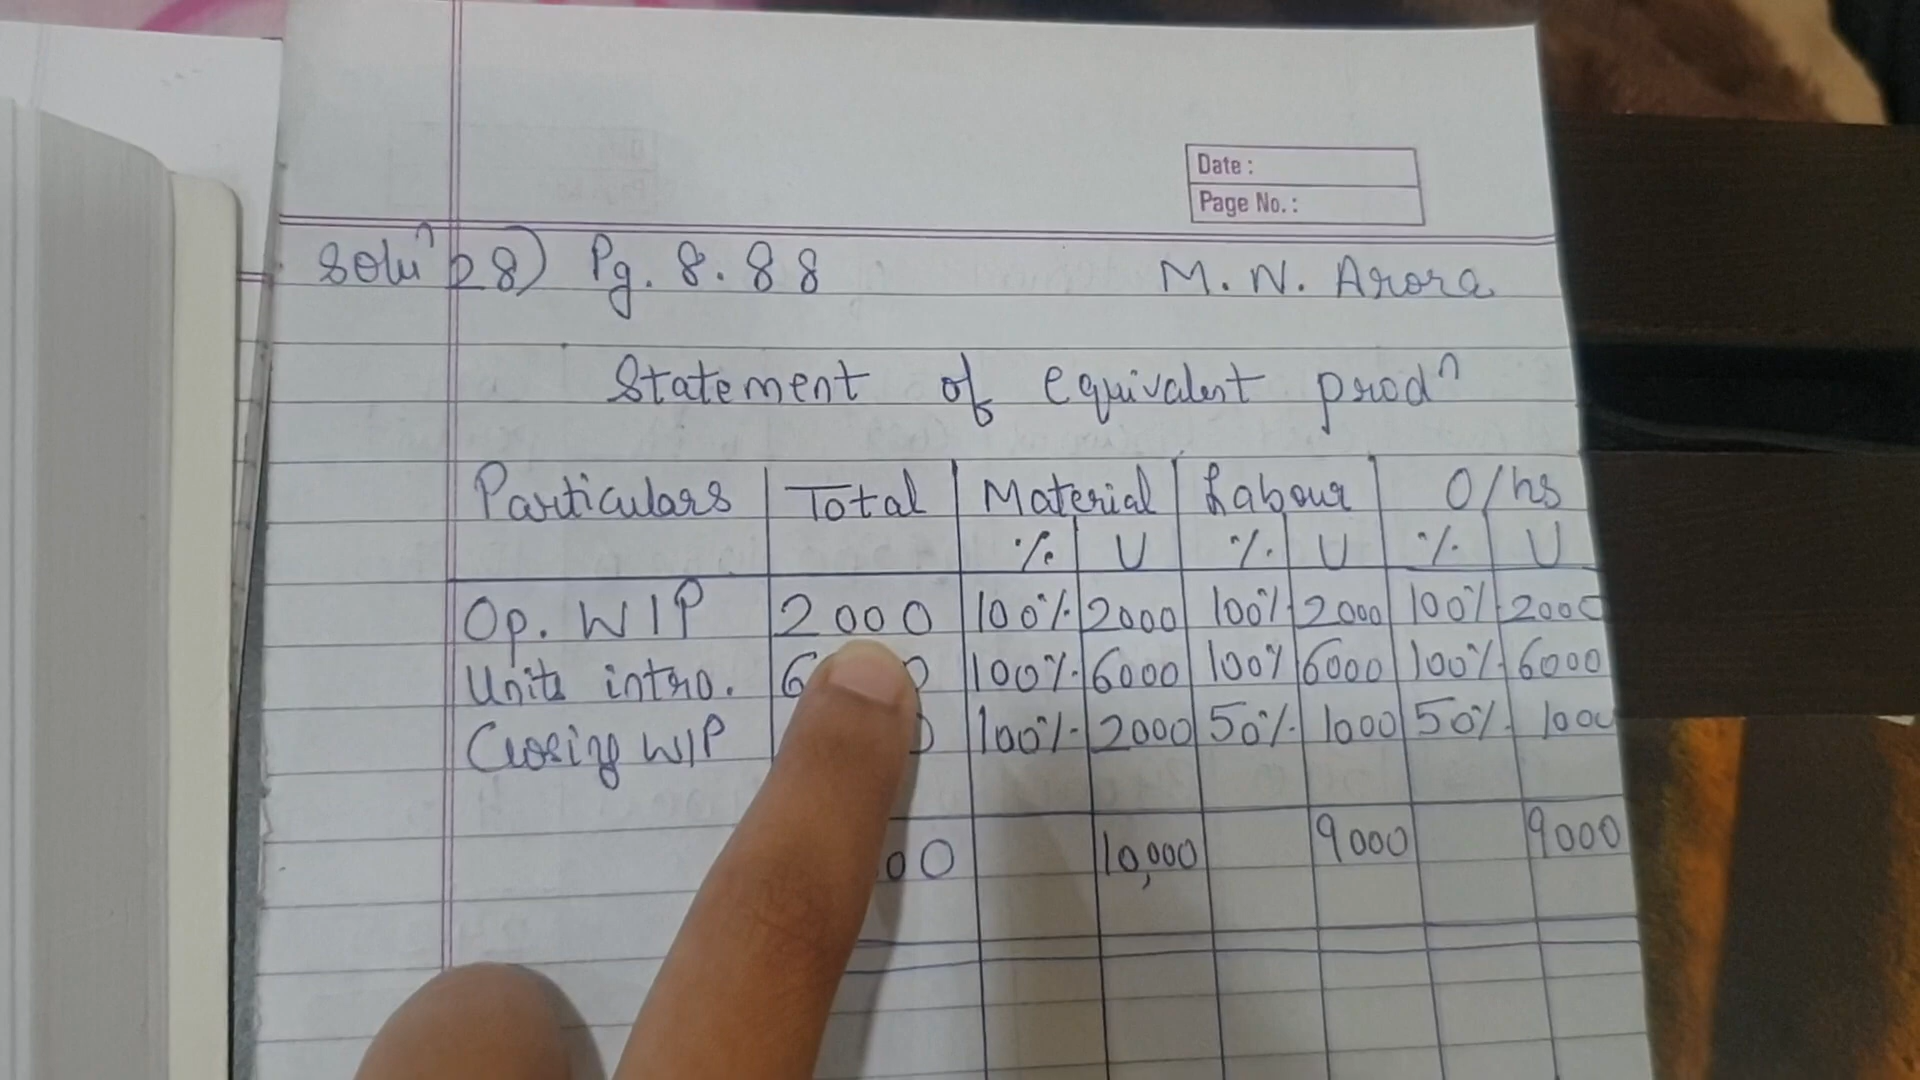 Date :
Page No. :
Soluⁿ 28) Pg. 8.88 M. N. Arora
Statement of equivalent prodⁿ
Particulars Total Material Labour O/hs
% U % U % U
Op. WIP 2000 100% 2000 100% 2000 100% 2000
Units intro. 100% 6000 100% 6000 100% 6000
Closing WIP 100% 2000 50% 1000 50% 1000
10,000 9000 9000